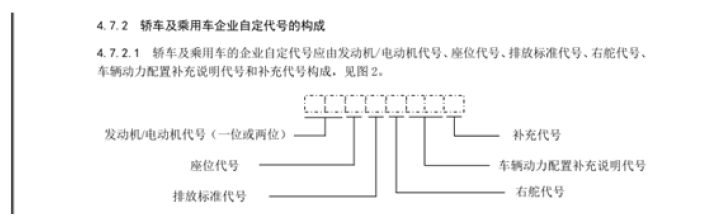 4.7.2 轿车及乘用车企业自定代号的构成
4.7.2.1 轿车及乘用车的企业自定代号应由发动机/电动机代号、座位代号、排放标准代号、右舵代号、
车辆动力配置补充说明代号和补充代号构成，见图2。
发动机/电动机代号（一位或两位）
补充代号
座位代号
车辆动力配置补充说明代号
排放标准代号
右舵代号